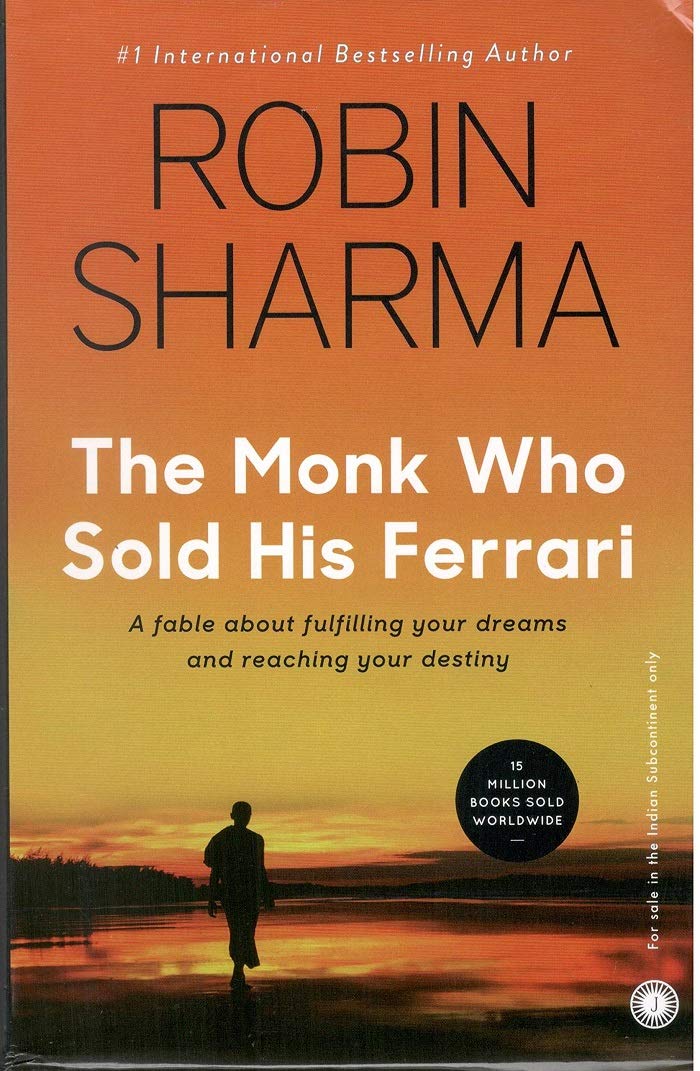 #1 International Bestselling Author
ROBIN
SHARMA
The Monk Who
Sold His Ferrari
A fable about fulfilling your dreams
and reaching your destiny
15
MILLION
BOOKS SOLD
WORLDWIDE
For sale in the Indian Subcontinent only
J